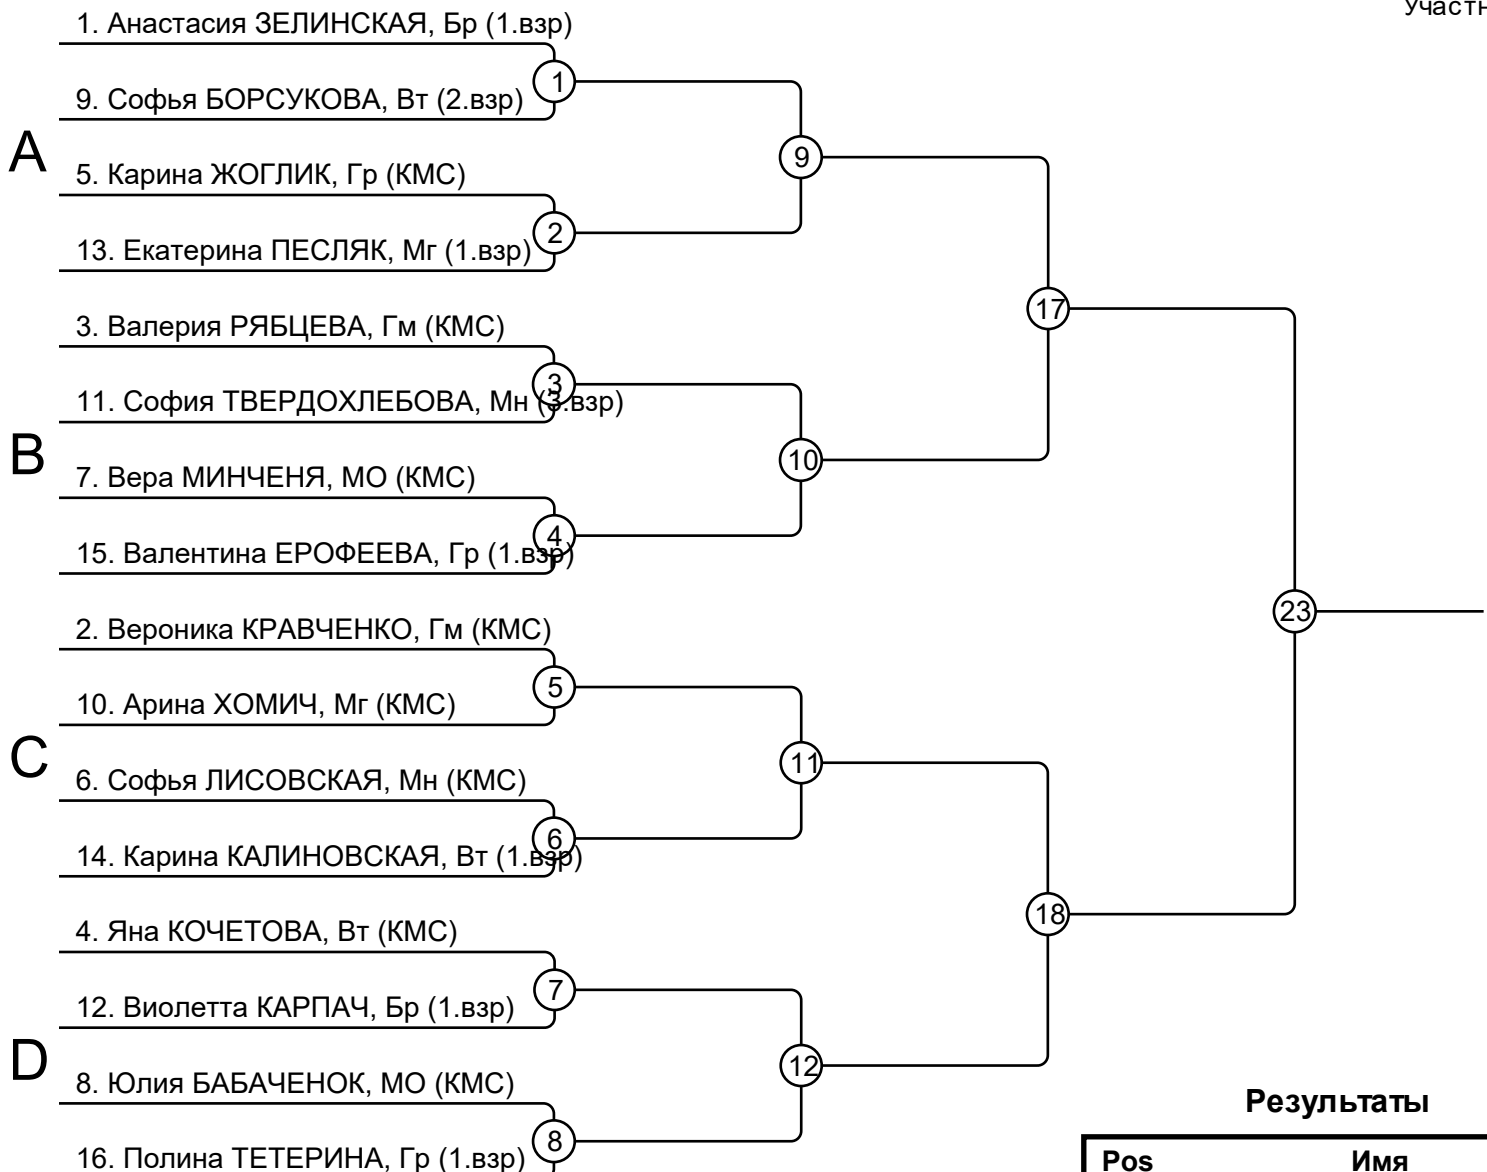 Участн
1. Анастасия ЗЕЛИНСКАЯ, Бр (1.взр)
1
9. Софья БОРСУКОВА, Вт (2.взр)
A
9
5. Карина ЖОГЛИК, Гр (КМС)
2
13. Екатерина ПЕСЛЯК, Мг (1.взр)
17
3. Валерия РЯБЦЕВА, Гм (КМС)
3
11. София ТВЕРДОХЛЕБОВА, Мн (3.взр)
B
10
7. Вера МИНЧЕНЯ, МО (КМС)
4
15. Валентина ЕРОФЕЕВА, Гр (1.взр)
23
2. Вероника КРАВЧЕНКО, Гм (КМС)
5
10. Арина ХОМИЧ, Мг (КМС)
C
11
6. Софья ЛИСОВСКАЯ, Мн (КМС)
6
14. Карина КАЛИНОВСКАЯ, Вт (1.взр)
18
4. Яна КОЧЕТОВА, Вт (КМС)
7
12. Виолетта КАРПАЧ, Бр (1.взр)
D
12
8. Юлия БАБАЧЕНОК, МО (КМС)
8
16. Полина ТЕТЕРИНА, Гр (1.взр)
Результаты
Pos Имя